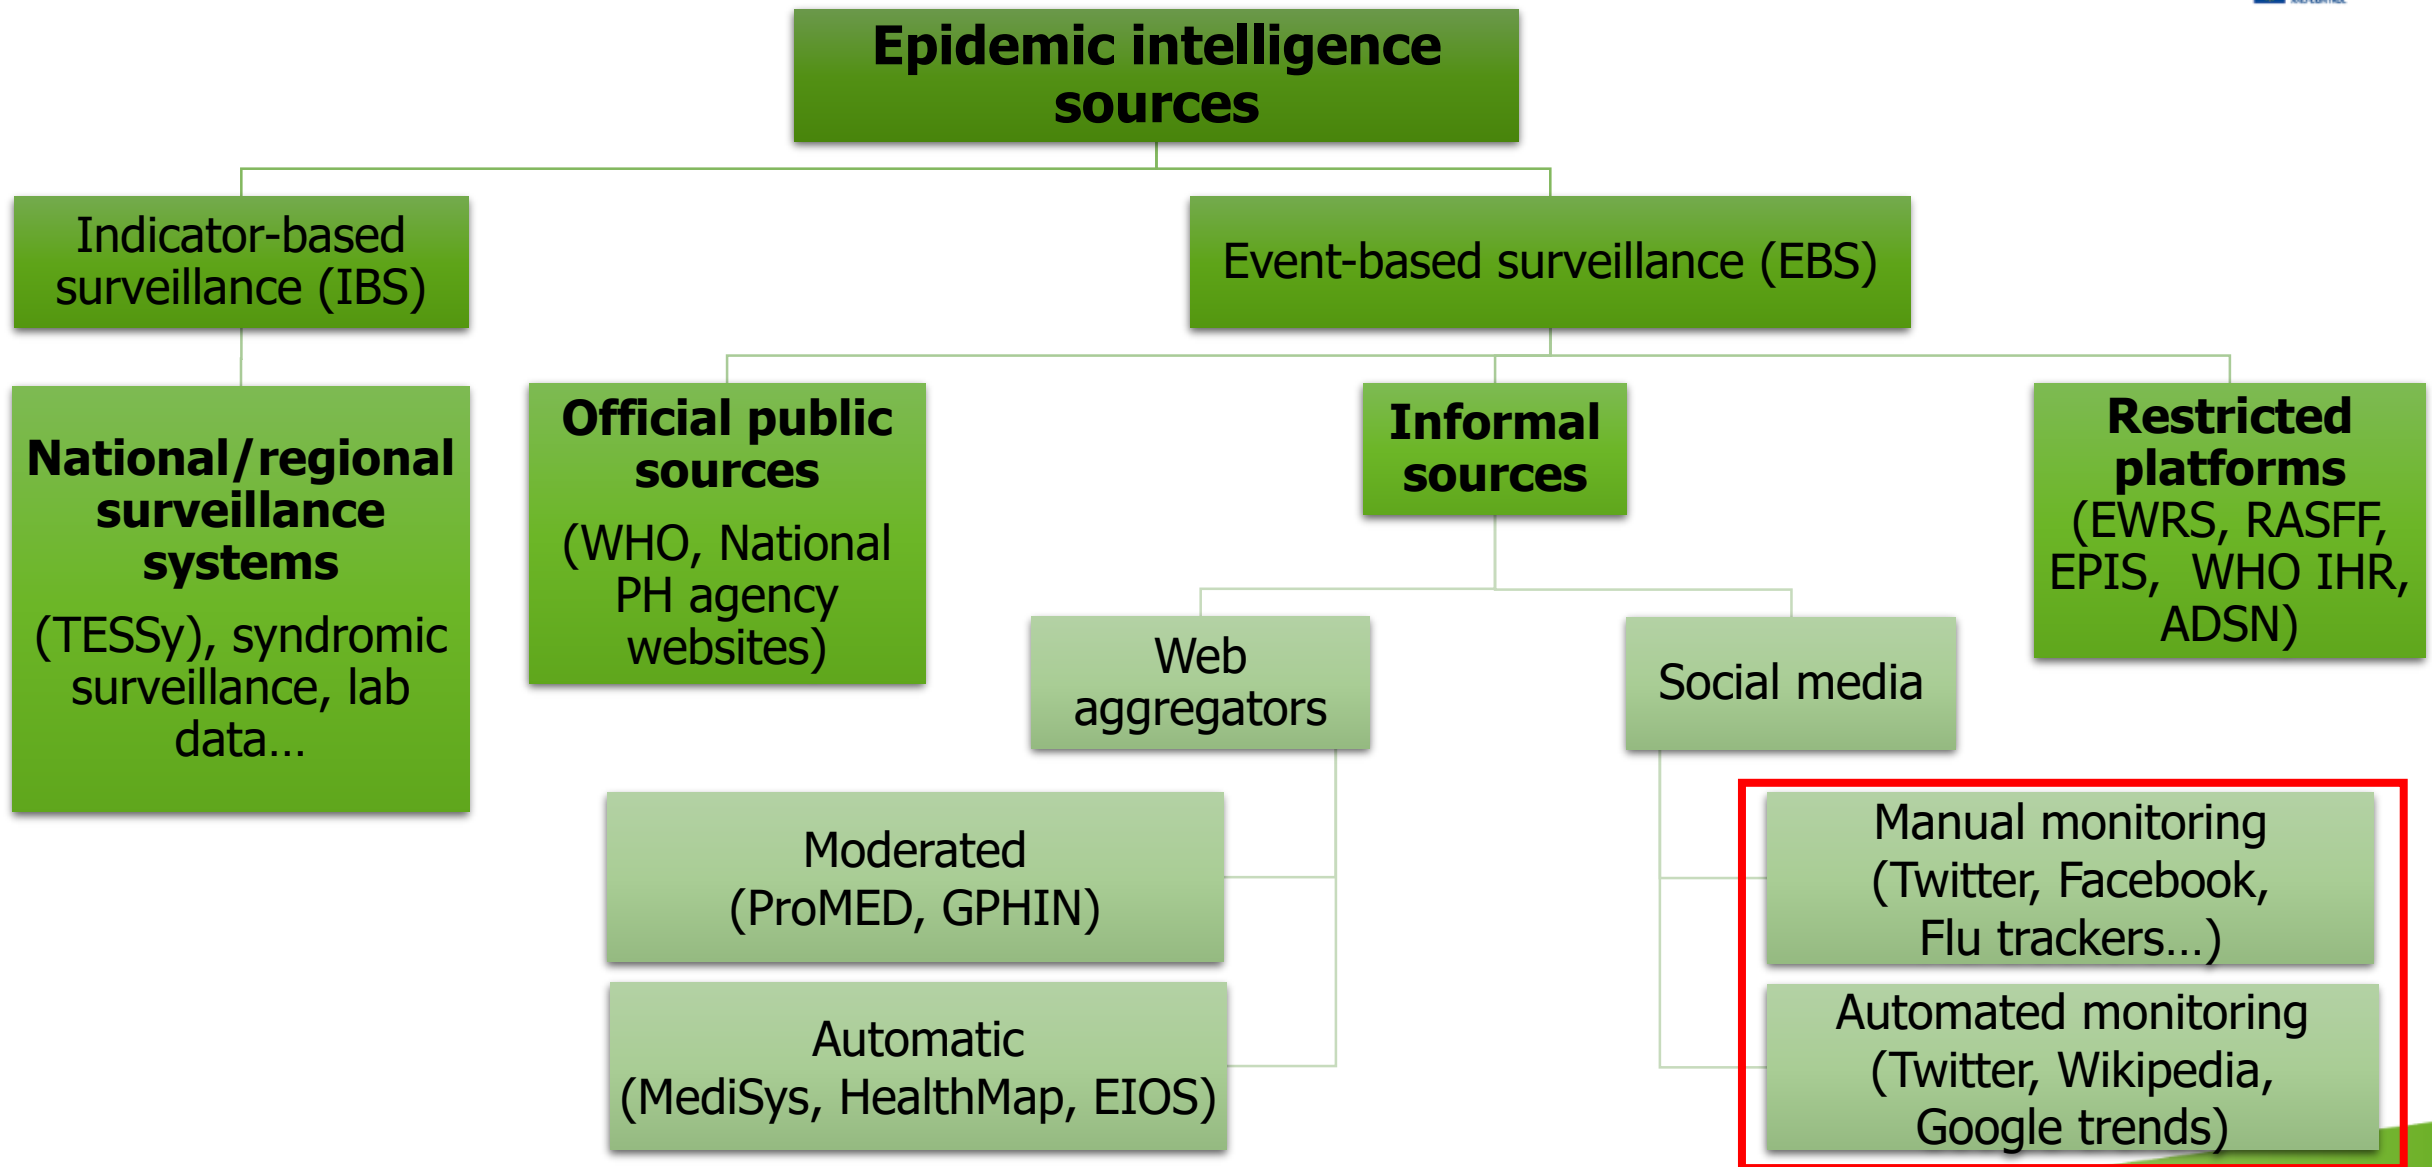 Epidemic intelligence
sources
Indicator-based
surveillance (IBS)
Event-based surveillance (EBS)
National/regional
surveillance
systems
(TESSy), syndromic
surveillance, lab
data…
Official public
sources
(WHO, National
PH agency
websites)
Informal
sources
Restricted
platforms
(EWRS, RASFF,
EPIS, WHO IHR,
ADSN)
Web
aggregators
Social media
Moderated
(ProMED, GPHIN)
Automatic
(MediSys, HealthMap, EIOS)
Manual monitoring
(Twitter, Facebook,
Flu trackers…)
Automated monitoring
(Twitter, Wikipedia,
Google trends)